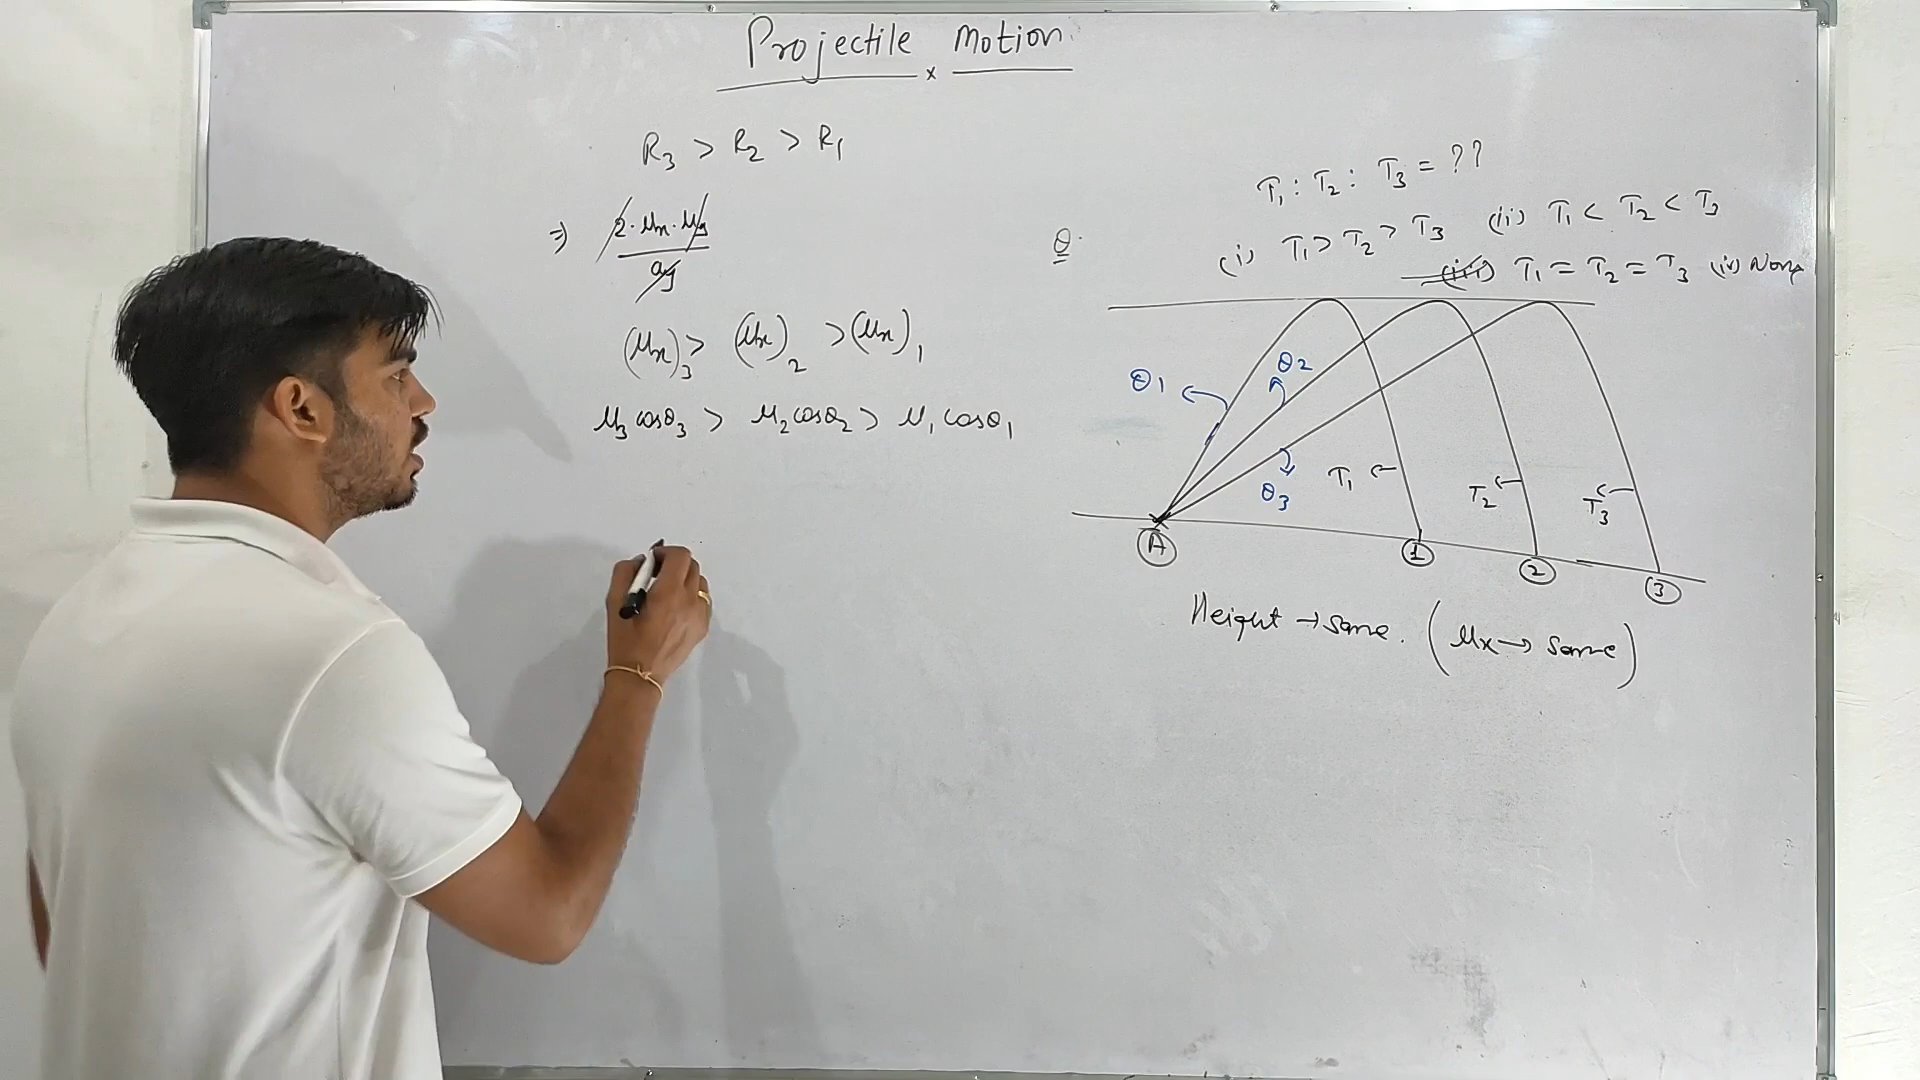 Projectile Motion
R₃ > R₂ > R₁
⇒ 2·uₓ·uᵧ / aᵧ
(uₓ)₃ > (uₓ)₂ > (uₓ)₁
u₃ cosθ₃ > u₂ cosθ₂ > u₁ cosθ₁
T₁ : T₂ : T₃ = ??
Q.
(i) T₁ > T₂ > T₃ (ii) T₁ < T₂ < T₃
(iii) T₁ = T₂ = T₃ (iv) None
θ1
θ2
θ3
T₁
T₂
T₃
A
1
2
3
Height → same. (uₓ → same)